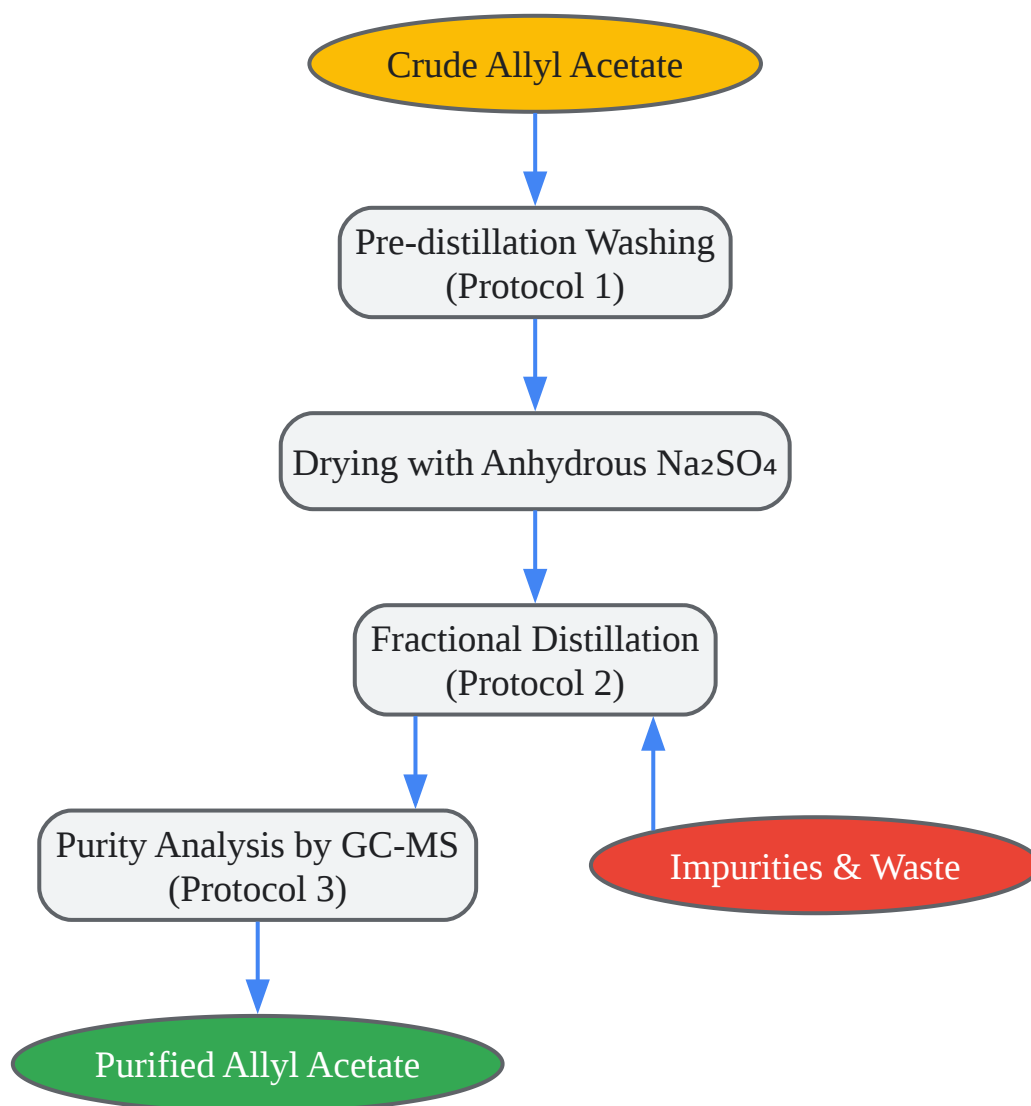 Crude Allyl Acetate
Pre-distillation Washing
(Protocol 1)
Drying with Anhydrous Na₂SO₄
Fractional Distillation
(Protocol 2)
Purity Analysis by GC-MS
(Protocol 3)
Impurities & Waste
Purified Allyl Acetate